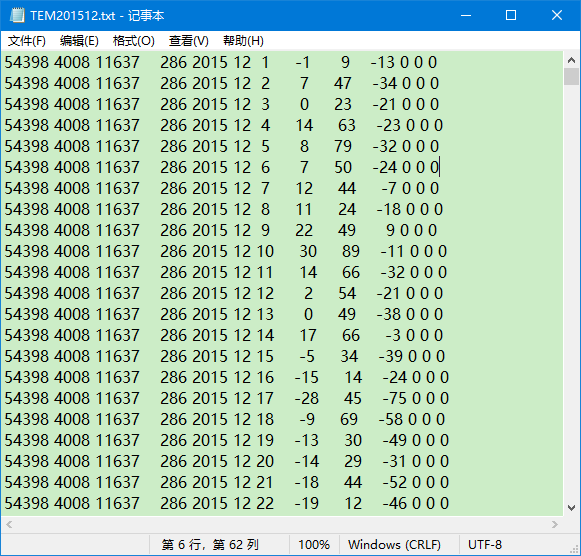 TEM201512.txt - 记事本
文件(F) 编辑(E) 格式(O) 查看(V) 帮助(H)
54398 4008 11637 286 2015 12 1 -1 9 -13 0 0 0
54398 4008 11637 286 2015 12 2 7 47 -34 0 0 0
54398 4008 11637 286 2015 12 3 0 23 -21 0 0 0
54398 4008 11637 286 2015 12 4 14 63 -23 0 0 0
54398 4008 11637 286 2015 12 5 8 79 -32 0 0 0
54398 4008 11637 286 2015 12 6 7 50 -24 0 0 0
54398 4008 11637 286 2015 12 7 12 44 -7 0 0 0
54398 4008 11637 286 2015 12 8 11 24 -18 0 0 0
54398 4008 11637 286 2015 12 9 22 49 9 0 0 0
54398 4008 11637 286 2015 12 10 30 89 -11 0 0 0
54398 4008 11637 286 2015 12 11 14 66 -32 0 0 0
54398 4008 11637 286 2015 12 12 2 54 -21 0 0 0
54398 4008 11637 286 2015 12 13 0 49 -38 0 0 0
54398 4008 11637 286 2015 12 14 17 66 -3 0 0 0
54398 4008 11637 286 2015 12 15 -5 34 -39 0 0 0
54398 4008 11637 286 2015 12 16 -15 14 -24 0 0 0
54398 4008 11637 286 2015 12 17 -28 45 -75 0 0 0
54398 4008 11637 286 2015 12 18 -9 69 -58 0 0 0
54398 4008 11637 286 2015 12 19 -13 30 -49 0 0 0
54398 4008 11637 286 2015 12 20 -14 29 -31 0 0 0
54398 4008 11637 286 2015 12 21 -18 44 -52 0 0 0
54398 4008 11637 286 2015 12 22 -19 12 -46 0 0 0
第 6 行，第 62 列 100% Windows (CRLF) UTF-8